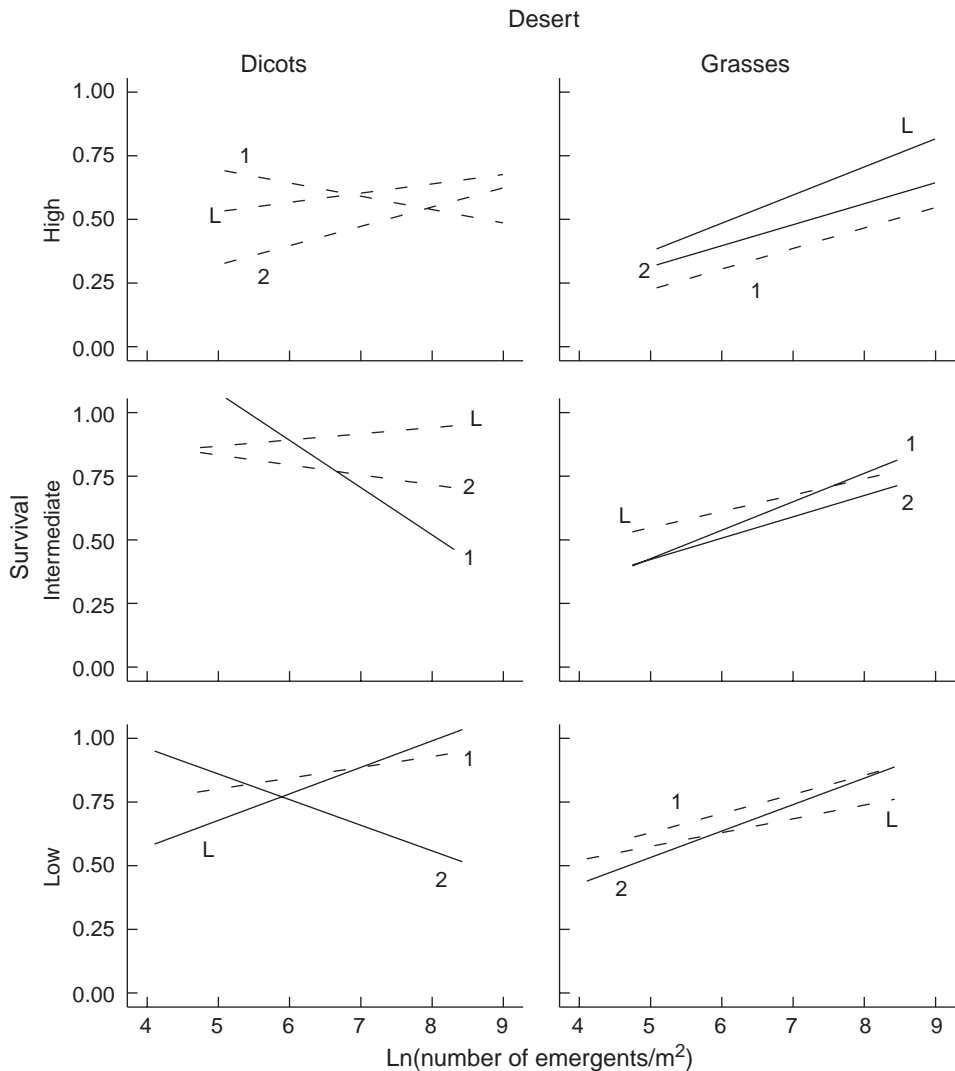 Desert
Dicots
Grasses
Survival
High
1.00
0.75
0.50
0.25
0.00
1
L
2
L
2
1
Intermediate
1.00
0.75
0.50
0.25
0.00
L
2
1
L
1
2
Low
1.00
0.75
0.50
0.25
0.00
1
L
2
1
L
2
4 5 6 7 8 9
4 5 6 7 8 9
Ln(number of emergents/m²)